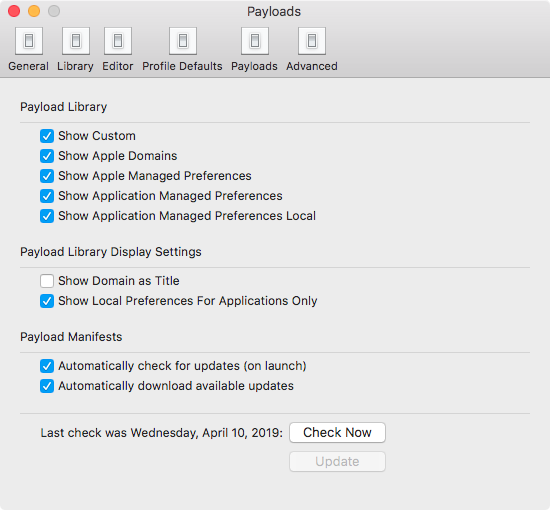 Payloads
General Library Editor Profile Defaults Payloads Advanced
Payload Library
Show Custom
Show Apple Domains
Show Apple Managed Preferences
Show Application Managed Preferences
Show Application Managed Preferences Local
Payload Library Display Settings
Show Domain as Title
Show Local Preferences For Applications Only
Payload Manifests
Automatically check for updates (on launch)
Automatically download available updates
Last check was Wednesday, April 10, 2019: Check Now
Update